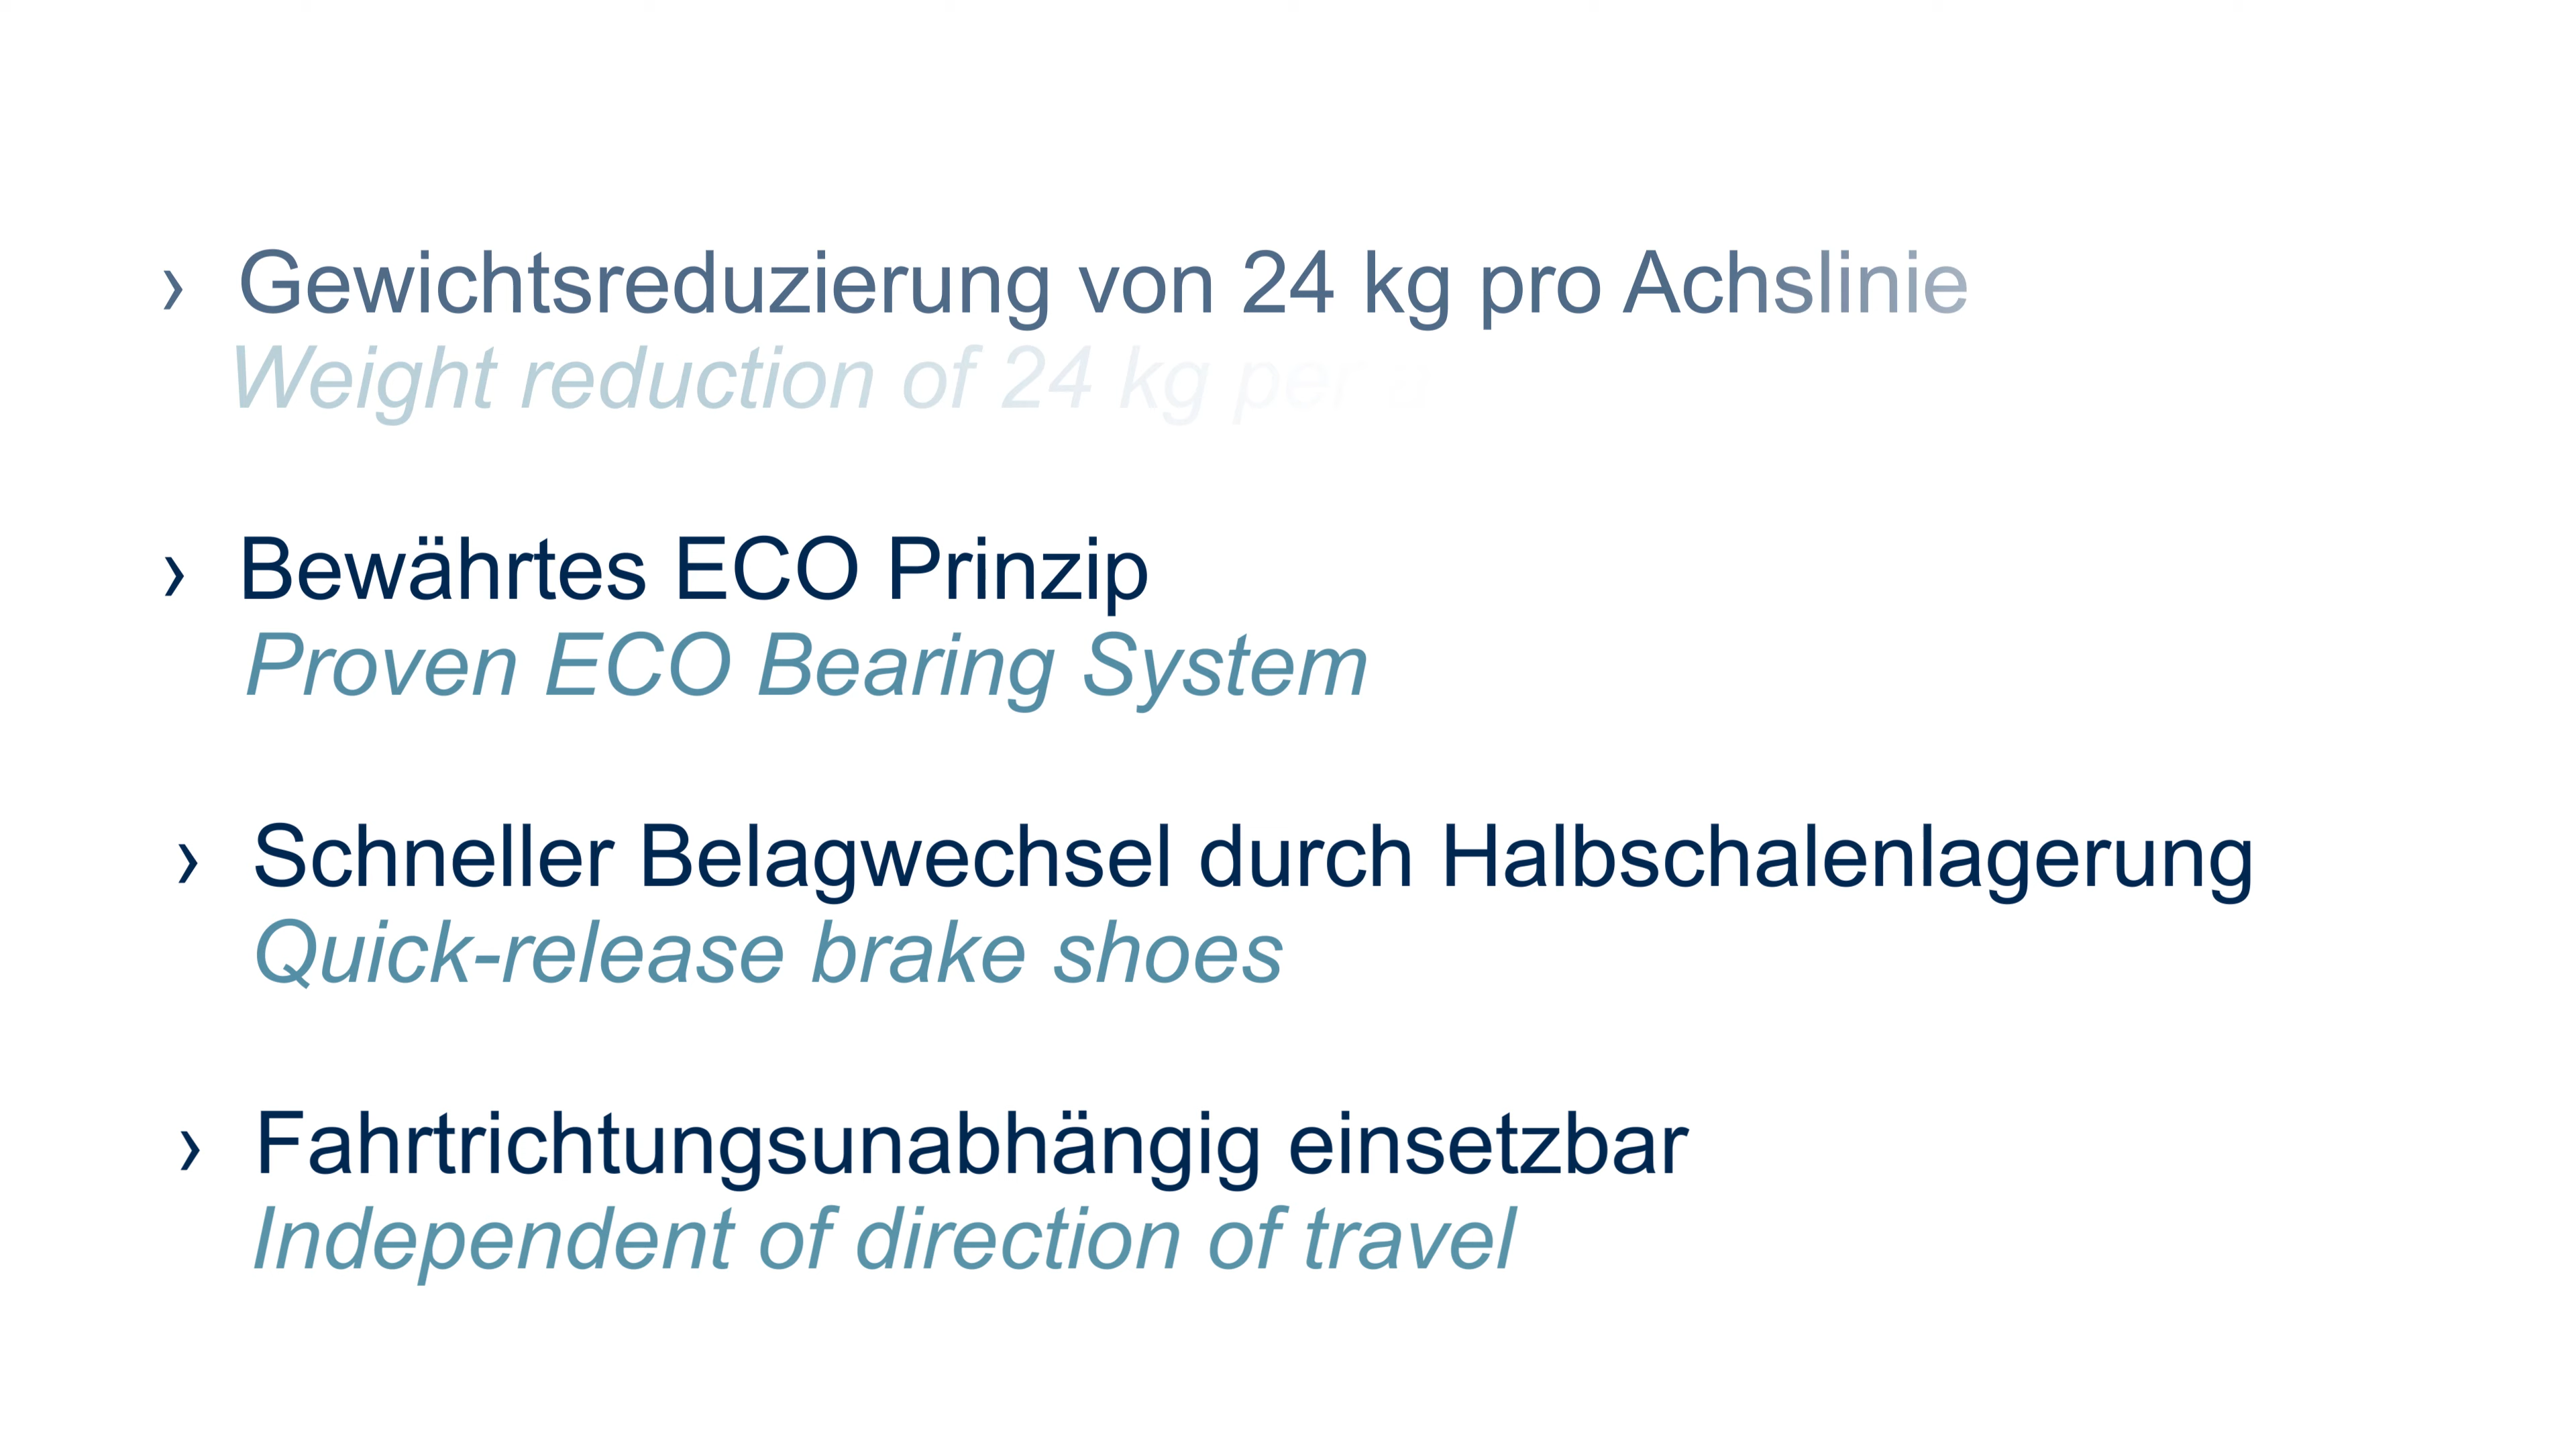 › Gewichtsreduzierung von 24 kg pro Achslinie
Weight reduction of 24 kg per
› Bewährtes ECO Prinzip
Proven ECO Bearing System
› Schneller Belagwechsel durch Halbschalenlagerung
Quick-release brake shoes
› Fahrtrichtungsunabhängig einsetzbar
Independent of direction of travel